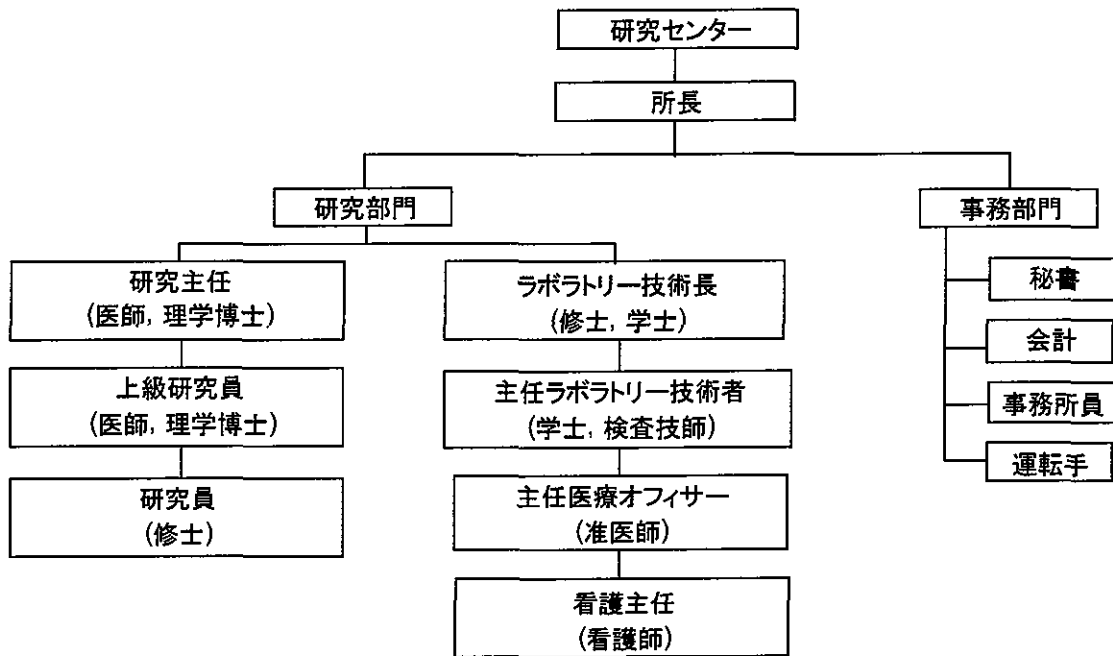 研究センター
所長
研究部門
事務部門
研究主任
(医師, 理学博士)
ラボラトリー技術長
(修士, 学士)
秘書
会計
上級研究員
(医師, 理学博士)
主任ラボラトリー技術者
(学士, 検査技師)
事務所員
運転手
研究員
(修士)
主任医療オフィサー
(准医師)
看護主任
(看護師)